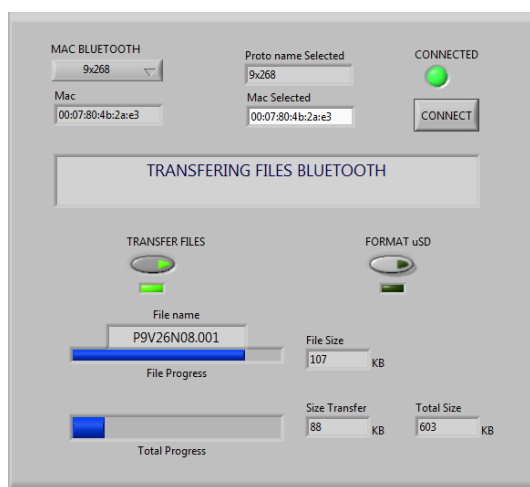 MAC BLUETOOTH
9x268
Mac
00:07:80:4b:2a:e3
Proto name Selected
9x268
Mac Selected
00:07:80:4b:2a:e3
CONNECTED
CONNECT
TRANSFERING FILES BLUETOOTH
TRANSFER FILES
FORMAT uSD
File name
P9V26N08.001
File Progress
File Size
107 KB
Size Transfer
88 KB
Total Size
603 KB
Total Progress